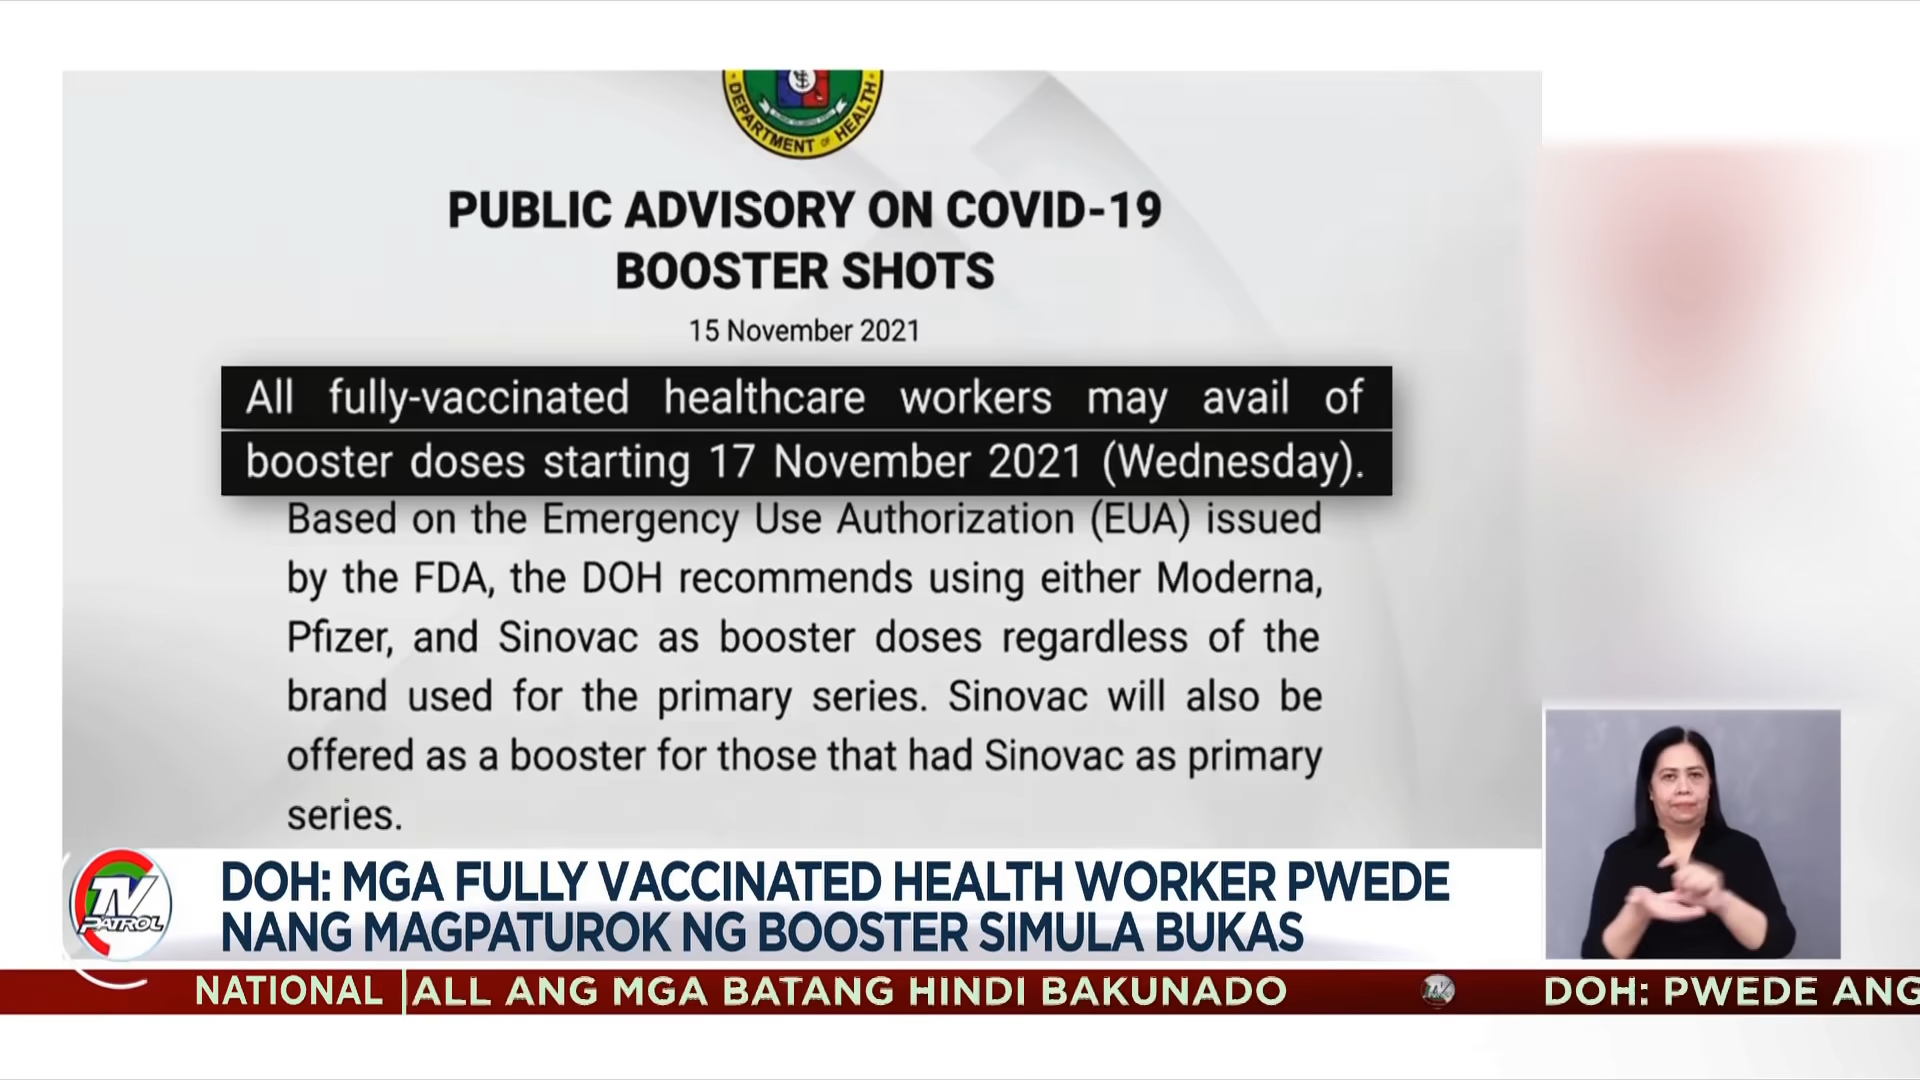 DEPARTMENT OF HEALTH
PUBLIC ADVISORY ON COVID-19
BOOSTER SHOTS
15 November 2021
All fully-vaccinated healthcare workers may avail of
booster doses starting 17 November 2021 (Wednesday).
Based on the Emergency Use Authorization (EUA) issued
by the FDA, the DOH recommends using either Moderna,
Pfizer, and Sinovac as booster doses regardless of the
brand used for the primary series. Sinovac will also be
offered as a booster for those that had Sinovac as primary
series.
TV
PATROL
DOH: MGA FULLY VACCINATED HEALTH WORKER PWEDE
NANG MAGPATUROK NG BOOSTER SIMULA BUKAS
NATIONAL ALL ANG MGA BATANG HINDI BAKUNADO DOH: PWEDE ANG